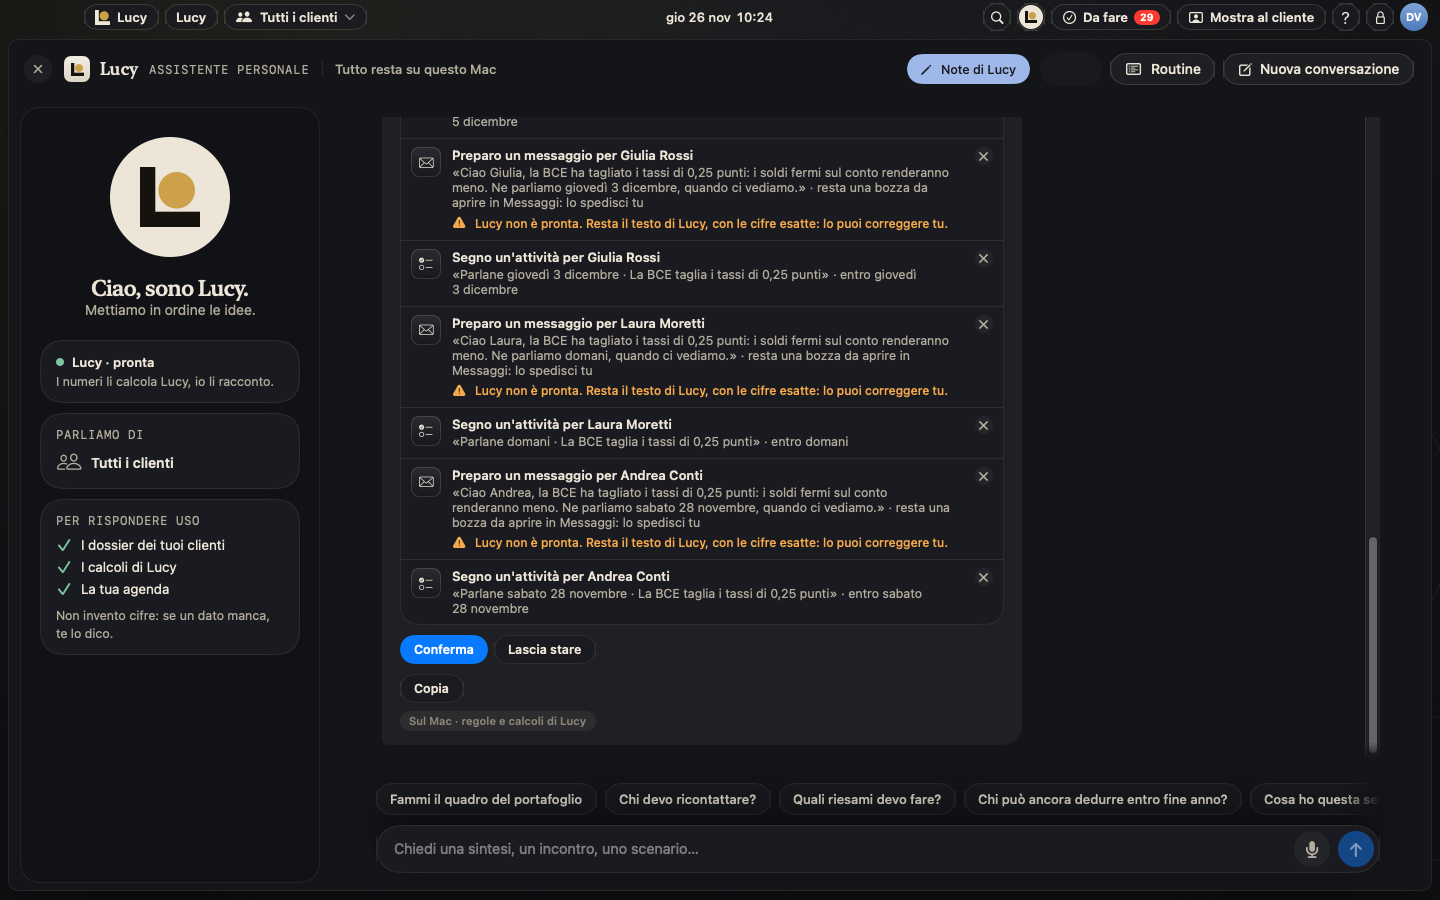 Lucy
Lucy
Tutti i clienti
gio 26 nov 10:24
Da fare 29
Mostra al cliente
?
DV
Lucy ASSISTENTE PERSONALE
Tutto resta su questo Mac
Note di Lucy
Routine
Nuova conversazione
Ciao, sono Lucy.
Mettiamo in ordine le idee.
Lucy · pronta
I numeri li calcola Lucy, io li racconto.
PARLIAMO DI
Tutti i clienti
PER RISPONDERE USO
I dossier dei tuoi clienti
I calcoli di Lucy
La tua agenda
Non invento cifre: se un dato manca,
te lo dico.
5 dicembre
Preparo un messaggio per Giulia Rossi
«Ciao Giulia, la BCE ha tagliato i tassi di 0,25 punti: i soldi fermi sul conto renderanno
meno. Ne parliamo giovedì 3 dicembre, quando ci vediamo.» · resta una bozza da
aprire in Messaggi: lo spedisci tu
Lucy non è pronta. Resta il testo di Lucy, con le cifre esatte: lo puoi correggere tu.
Segno un'attività per Giulia Rossi
«Parlane giovedì 3 dicembre · La BCE taglia i tassi di 0,25 punti» · entro giovedì
3 dicembre
Preparo un messaggio per Laura Moretti
«Ciao Laura, la BCE ha tagliato i tassi di 0,25 punti: i soldi fermi sul conto renderanno
meno. Ne parliamo domani, quando ci vediamo.» · resta una bozza da aprire in
Messaggi: lo spedisci tu
Lucy non è pronta. Resta il testo di Lucy, con le cifre esatte: lo puoi correggere tu.
Segno un'attività per Laura Moretti
«Parlane domani · La BCE taglia i tassi di 0,25 punti» · entro domani
Preparo un messaggio per Andrea Conti
«Ciao Andrea, la BCE ha tagliato i tassi di 0,25 punti: i soldi fermi sul conto
renderanno meno. Ne parliamo sabato 28 novembre, quando ci vediamo.» · resta una
bozza da aprire in Messaggi: lo spedisci tu
Lucy non è pronta. Resta il testo di Lucy, con le cifre esatte: lo puoi correggere tu.
Segno un'attività per Andrea Conti
«Parlane sabato 28 novembre · La BCE taglia i tassi di 0,25 punti» · entro sabato
28 novembre
Conferma
Lascia stare
Copia
Sul Mac · regole e calcoli di Lucy
Fammi il quadro del portafoglio
Chi devo ricontattare?
Quali riesami devo fare?
Chi può ancora dedurre entro fine anno?
Cosa ho questa se
Chiedi una sintesi, un incontro, uno scenario...